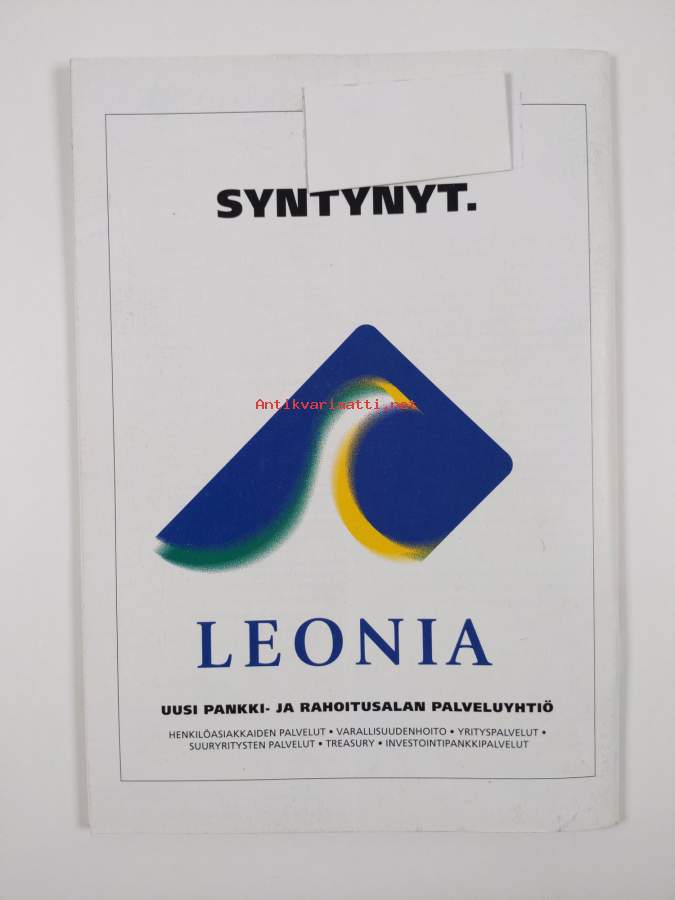 SYNTYNYT.
Antikvariaatti.net
LEONIA
UUSI PANKKI- JA RAHOITUSALAN PALVELUYHTIÖ
HENKILÖASIAKKAIDEN PALVELUT • VARALLISUUDENHOITO • YRITYSPALVELUT •
SUURYRITYSTEN PALVELUT • TREASURY • INVESTOINTIPANKKIPALVELUT